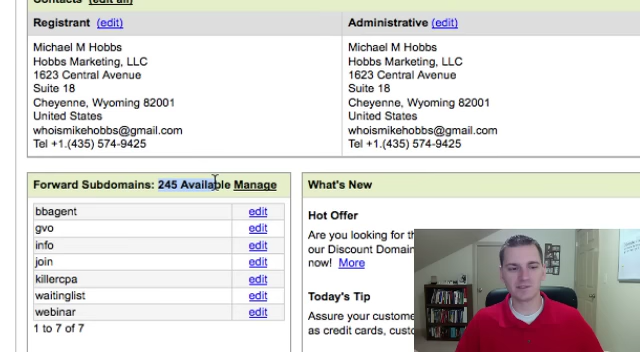 Contacts (edit all)
Registrant (edit)
Michael M Hobbs
Hobbs Marketing, LLC
1623 Central Avenue
Suite 18
Cheyenne, Wyoming 82001
United States
whoismikehobbs@gmail.com
Tel +1.(435) 574-9425
Administrative (edit)
Michael M Hobbs
Hobbs Marketing, LLC
1623 Central Avenue
Suite 18
Cheyenne, Wyoming 82001
United States
whoismikehobbs@gmail.com
Tel +1.(435) 574-9425
Forward Subdomains: 245 Available Manage
bbagent edit
gvo edit
info edit
join edit
killercpa edit
waitinglist edit
webinar edit
1 to 7 of 7
What's New
Hot Offer
Are you looking for
our Discount Domain
now! More
Today's Tip
Assure your custome
as credit cards, custo